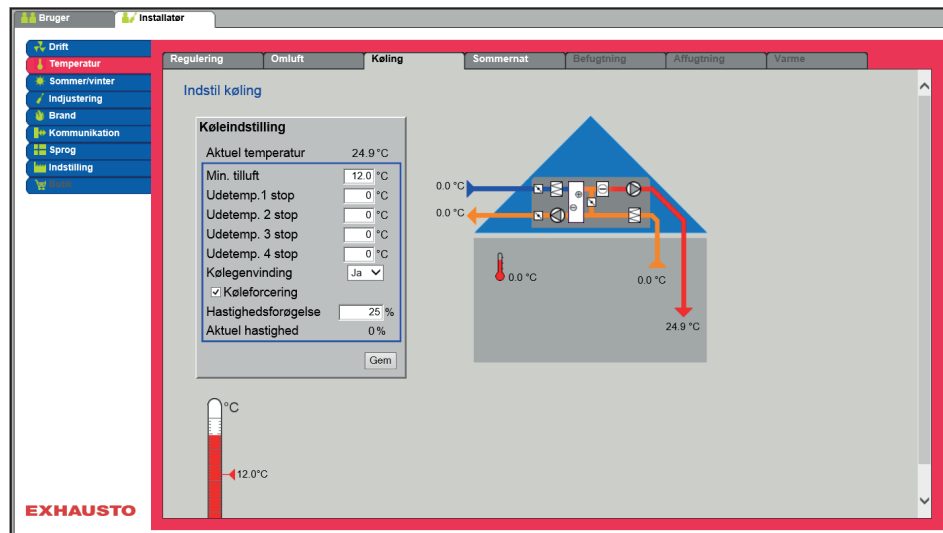 Bruger
Installatør
Drift
Temperatur
Sommer/vinter
Indjustering
Brand
Kommunikation
Sprog
Indstilling
Regulering Omluft Køling Sommernat Befugtning Affugtning Varme
Indstil køling
Køleindstilling
Aktuel temperatur 24.9 °C
Min. tilluft 12.0 °C
Udetemp.1 stop 0 °C
Udetemp. 2 stop 0 °C
Udetemp. 3 stop 0 °C
Udetemp. 4 stop 0 °C
Kølegenvinding Ja
Køleforcering
Hastighedsforøgelse 25 %
Aktuel hastighed 0 %
Gem
0.0 °C
0.0 °C
0.0 °C
0.0 °C
24.9 °C
°C
12.0°C
EXHAUSTO